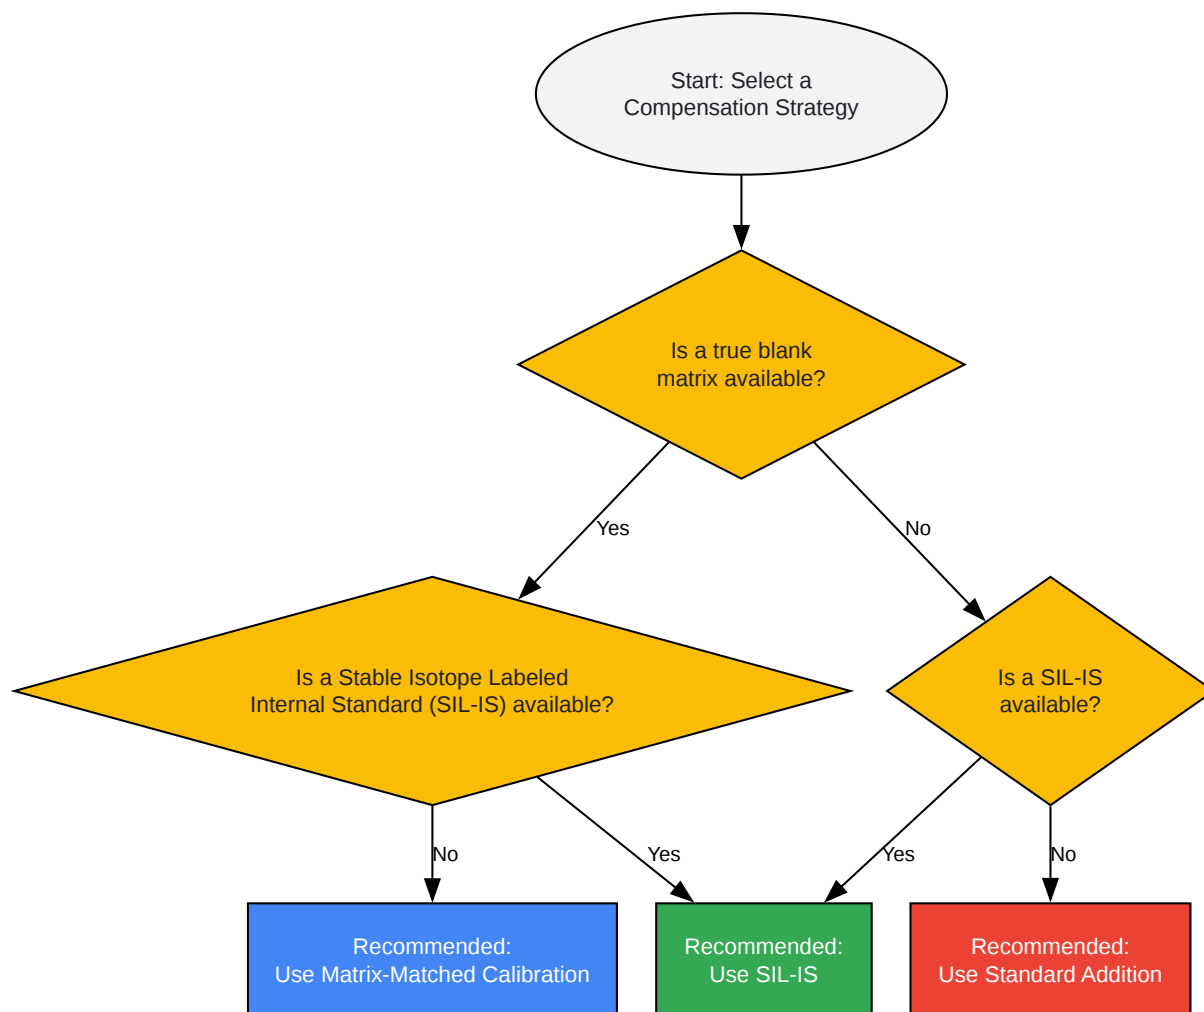 Start: Select a
Compensation Strategy
Is a true blank
matrix available?
Yes
No
Is a Stable Isotope Labeled
Internal Standard (SIL-IS) available?
Is a SIL-IS
available?
No
Yes
Yes
No
Recommended:
Use Matrix-Matched Calibration
Recommended:
Use SIL-IS
Recommended:
Use Standard Addition